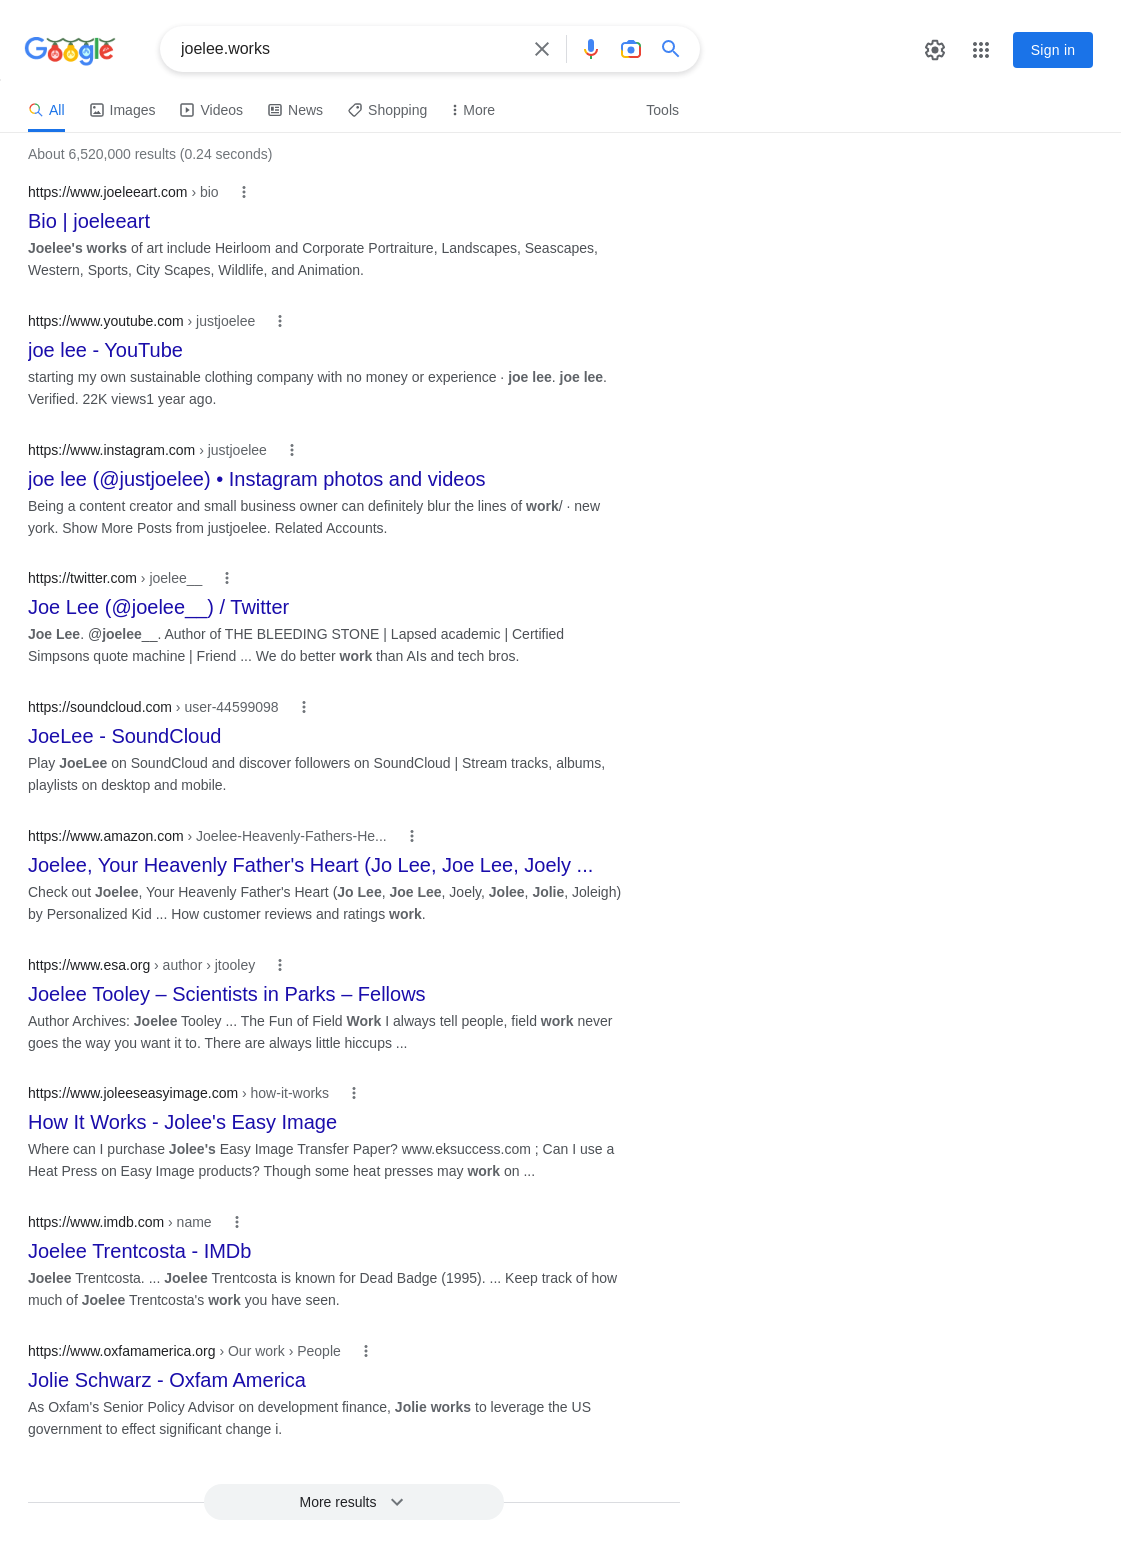 Google
joelee.works
Sign in
All Images Videos News Shopping More Tools
About 6,520,000 results (0.24 seconds)
https://www.joeleeart.com › bio
Bio | joeleeart
Joelee's works of art include Heirloom and Corporate Portraiture, Landscapes, Seascapes,
Western, Sports, City Scapes, Wildlife, and Animation.
https://www.youtube.com › justjoelee
joe lee - YouTube
starting my own sustainable clothing company with no money or experience · joe lee. joe lee.
Verified. 22K views1 year ago.
https://www.instagram.com › justjoelee
joe lee (@justjoelee) • Instagram photos and videos
Being a content creator and small business owner can definitely blur the lines of work/ · new
york. Show More Posts from justjoelee. Related Accounts.
https://twitter.com › joelee__
Joe Lee (@joelee__) / Twitter
Joe Lee. @joelee__. Author of THE BLEEDING STONE | Lapsed academic | Certified
Simpsons quote machine | Friend ... We do better work than AIs and tech bros.
https://soundcloud.com › user-44599098
JoeLee - SoundCloud
Play JoeLee on SoundCloud and discover followers on SoundCloud | Stream tracks, albums,
playlists on desktop and mobile.
https://www.amazon.com › Joelee-Heavenly-Fathers-He...
Joelee, Your Heavenly Father's Heart (Jo Lee, Joe Lee, Joely ...
Check out Joelee, Your Heavenly Father's Heart (Jo Lee, Joe Lee, Joely, Jolee, Jolie, Joleigh)
by Personalized Kid ... How customer reviews and ratings work.
https://www.esa.org › author › jtooley
Joelee Tooley – Scientists in Parks – Fellows
Author Archives: Joelee Tooley ... The Fun of Field Work I always tell people, field work never
goes the way you want it to. There are always little hiccups ...
https://www.joleeseasyimage.com › how-it-works
How It Works - Jolee's Easy Image
Where can I purchase Jolee's Easy Image Transfer Paper? www.eksuccess.com ; Can I use a
Heat Press on Easy Image products? Though some heat presses may work on ...
https://www.imdb.com › name
Joelee Trentcosta - IMDb
Joelee Trentcosta. ... Joelee Trentcosta is known for Dead Badge (1995). ... Keep track of how
much of Joelee Trentcosta's work you have seen.
https://www.oxfamamerica.org › Our work › People
Jolie Schwarz - Oxfam America
As Oxfam's Senior Policy Advisor on development finance, Jolie works to leverage the US
government to effect significant change i.
More results